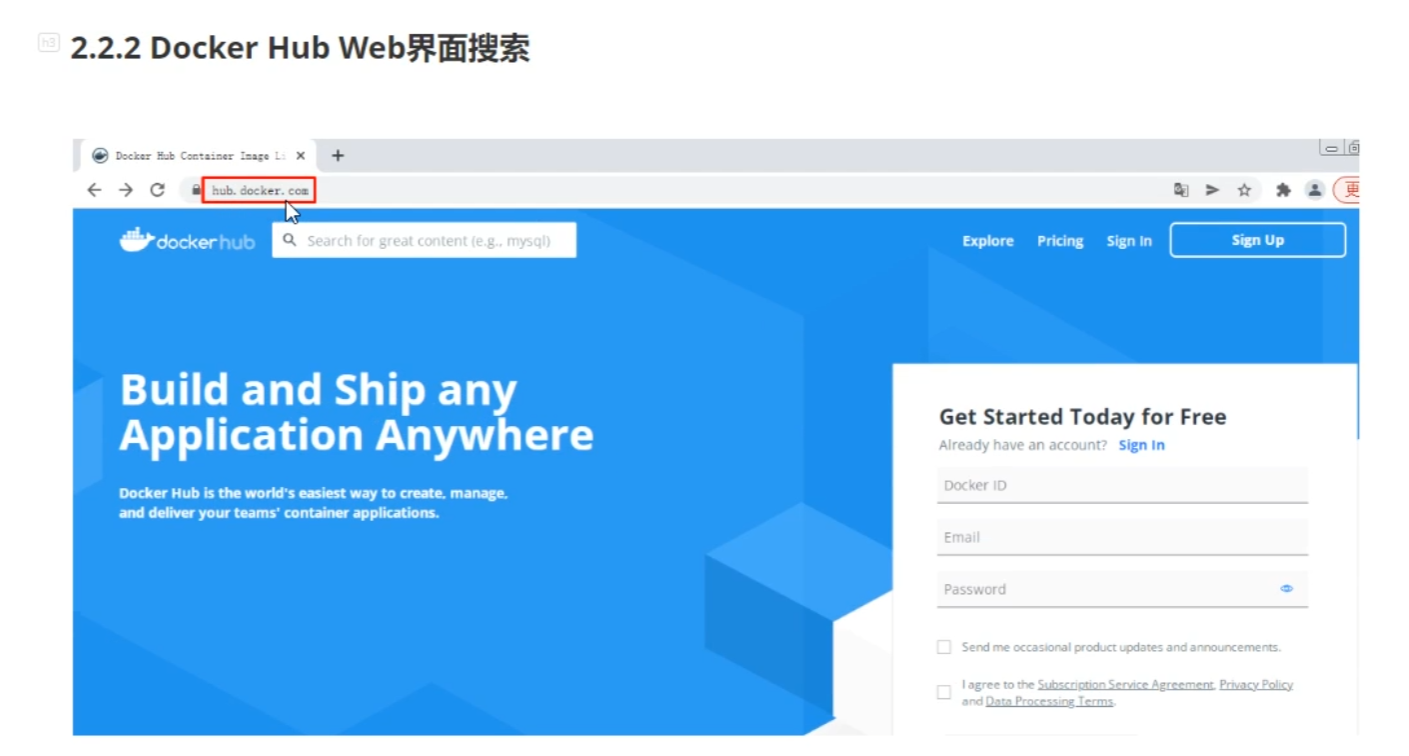 h3
2.2.2 Docker Hub Web界面搜索
Docker Hub Container Image Li
hub.docker.com
更
dockerhub
Search for great content (e.g., mysql)
Explore
Pricing
Sign In
Sign Up
Build and Ship any
Application Anywhere
Docker Hub is the world's easiest way to create, manage,
and deliver your teams' container applications.
Get Started Today for Free
Already have an account? Sign In
Docker ID
Email
Password
Send me occasional product updates and announcements.
I agree to the Subscription Service Agreement, Privacy Policy
and Data Processing Terms.